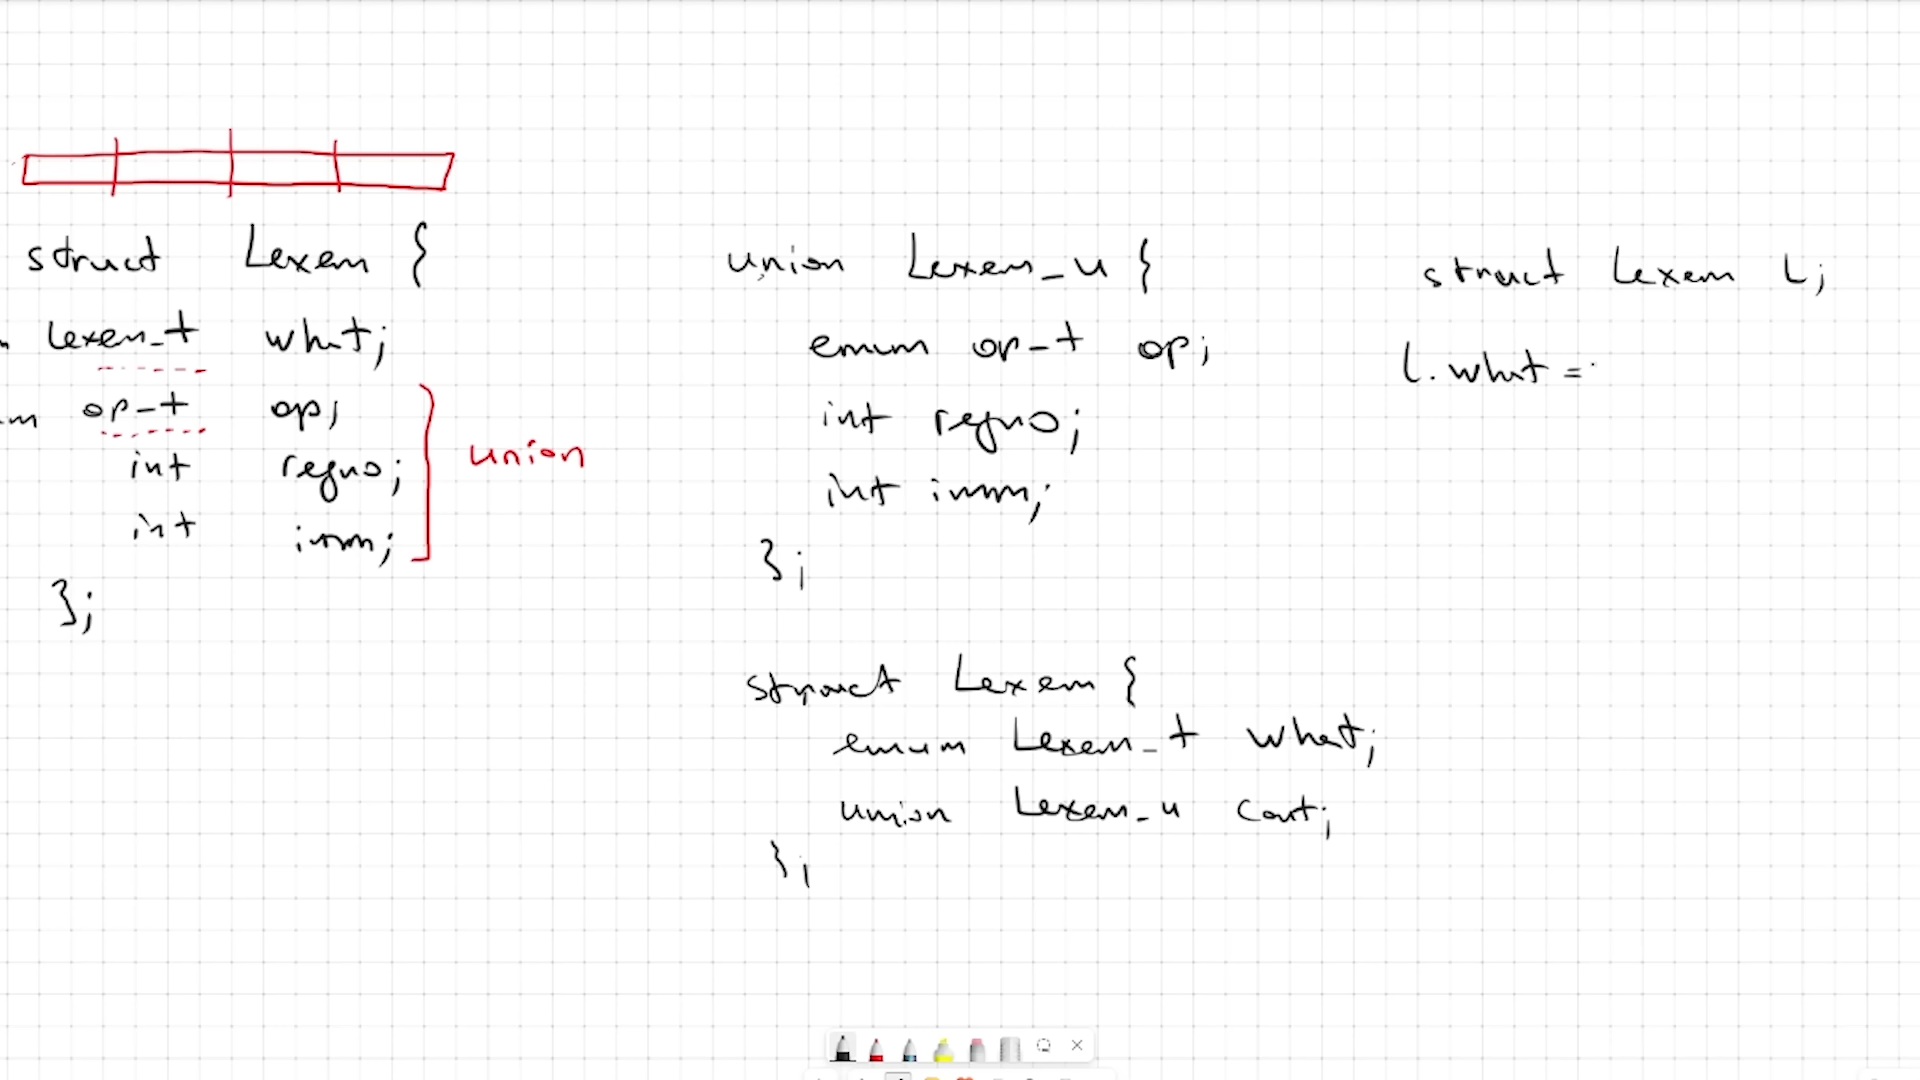 struct Lexem {
Lexem_t what;
op_t op;
int regno;
int imm;
};
union
union Lexem_u {
enum op_t op;
int regno;
int imm;
};
struct Lexem {
enum Lexem_t what;
union Lexem_u cont;
};
struct Lexem L;
l.what =